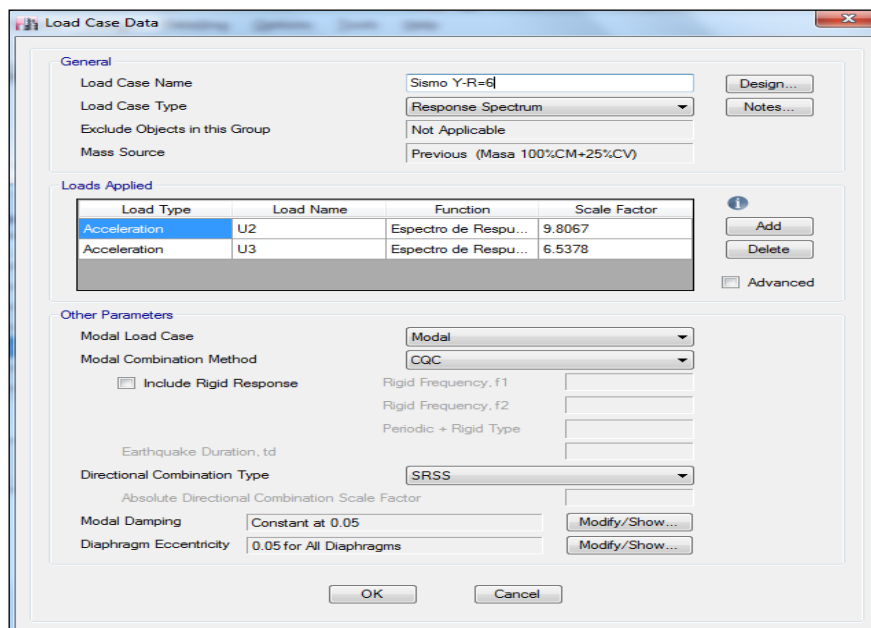 Load Case Data
General
Load Case Name Sismo Y-R=6 Design...
Load Case Type Response Spectrum Notes...
Exclude Objects in this Group Not Applicable
Mass Source Previous (Masa 100%CM+25%CV)
Loads Applied
Load Type Load Name Function Scale Factor
Acceleration U2 Espectro de Respu... 9.8067 Add
Acceleration U3 Espectro de Respu... 6.5378 Delete
Advanced
Other Parameters
Modal Load Case Modal
Modal Combination Method CQC
Include Rigid Response Rigid Frequency, f1
Rigid Frequency, f2
Periodic + Rigid Type
Earthquake Duration, td
Directional Combination Type SRSS
Absolute Directional Combination Scale Factor
Modal Damping Constant at 0.05 Modify/Show...
Diaphragm Eccentricity 0.05 for All Diaphragms Modify/Show...
OK Cancel